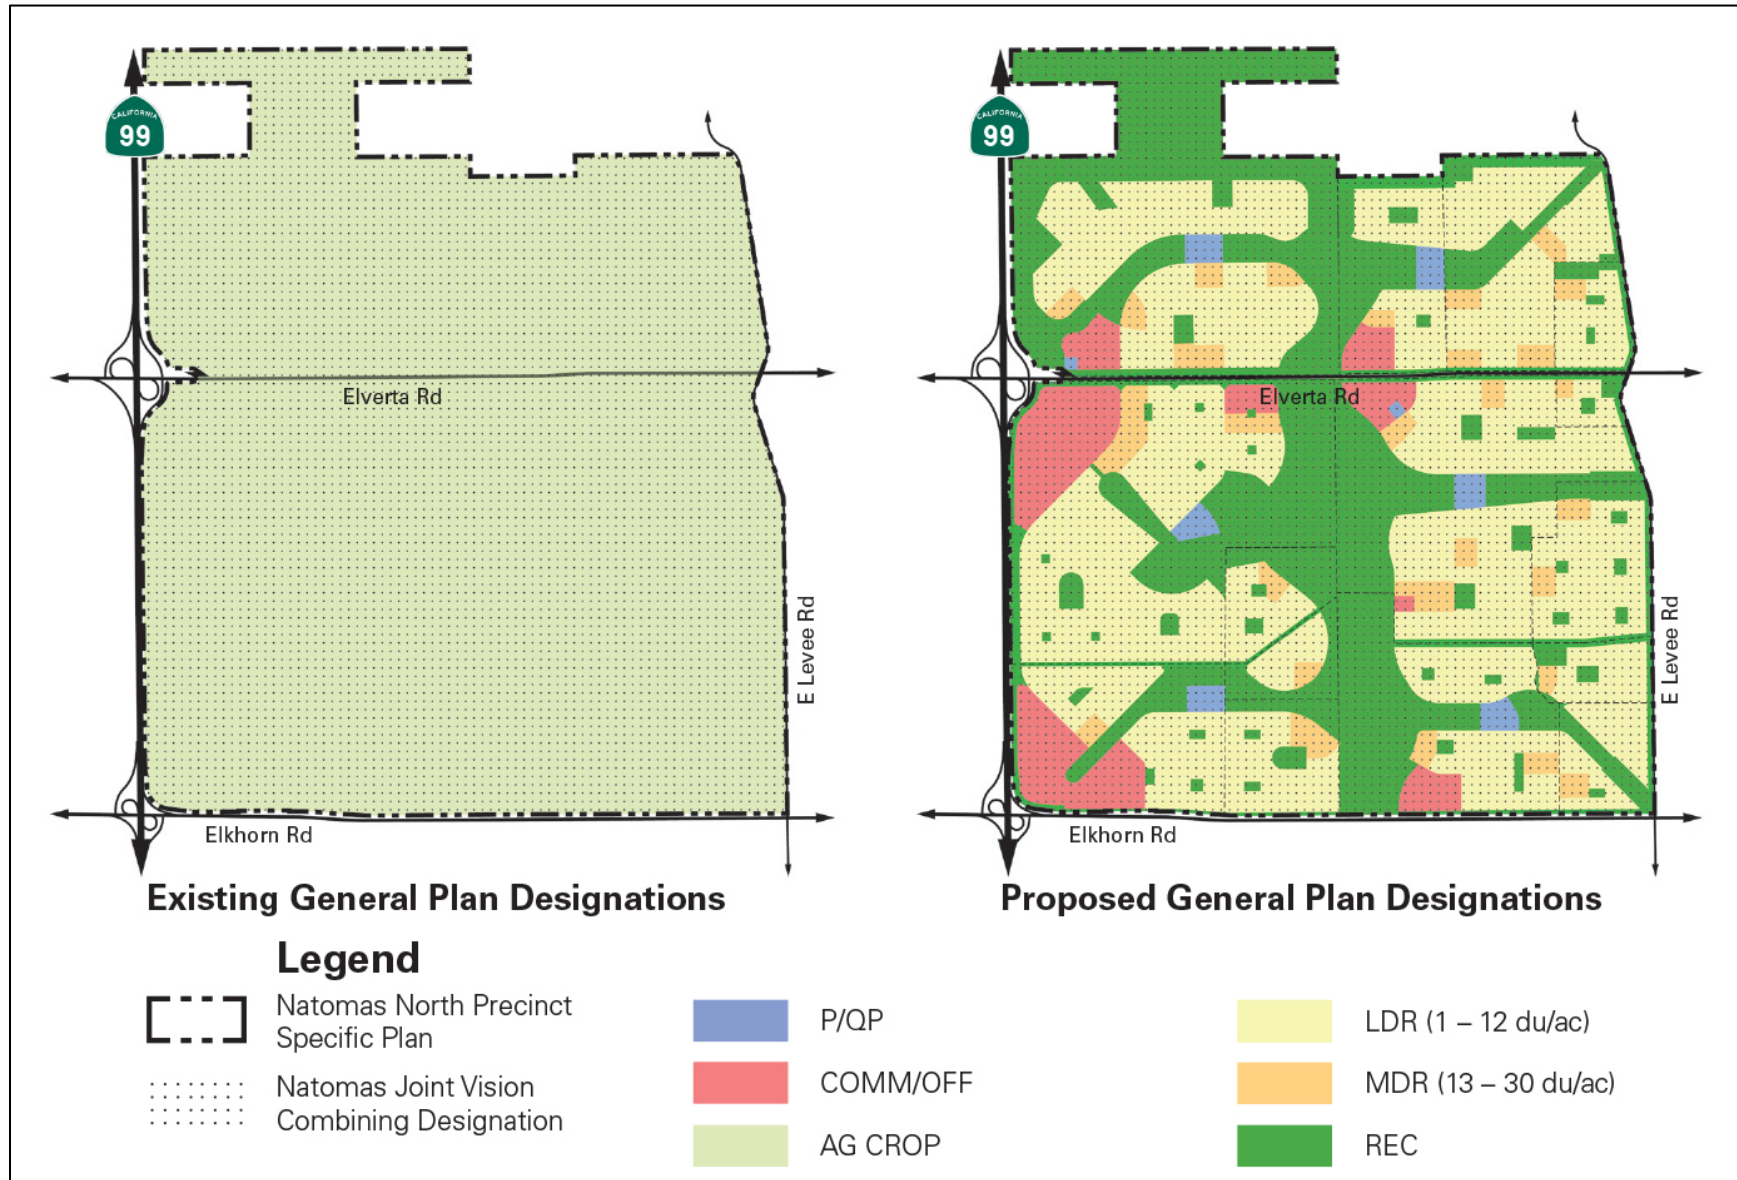 CALIFORNIA
99
Elverta Rd
E Levee Rd
Elkhorn Rd
Existing General Plan Designations
CALIFORNIA
99
Elverta Rd
E Levee Rd
Elkhorn Rd
Proposed General Plan Designations
Legend
Natomas North Precinct
Specific Plan
Natomas Joint Vision
Combining Designation
P/QP
COMM/OFF
AG CROP
LDR (1 – 12 du/ac)
MDR (13 – 30 du/ac)
REC